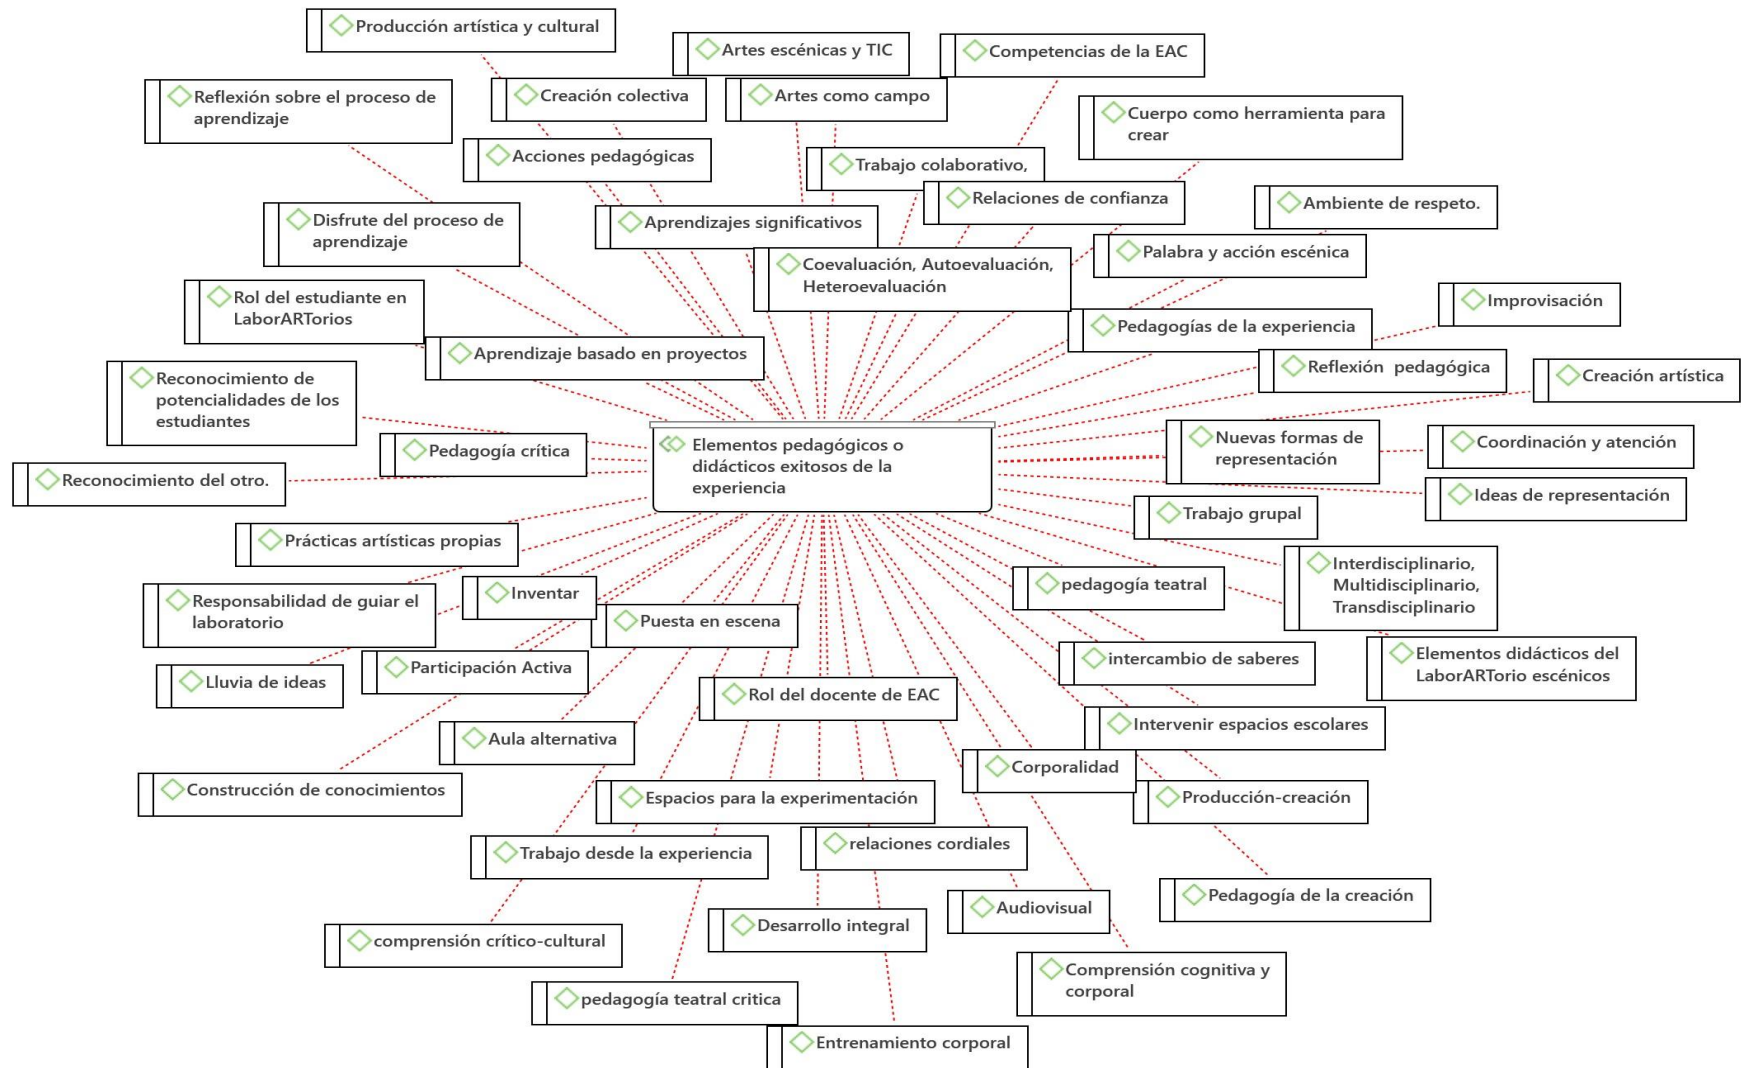 Producción artística y cultural
Artes escénicas y TIC
Competencias de la EAC
Reflexión sobre el proceso de
aprendizaje
Creación colectiva
Artes como campo
Cuerpo como herramienta para
crear
Acciones pedagógicas
Trabajo colaborativo,
Relaciones de confianza
Ambiente de respeto.
Disfrute del proceso de
aprendizaje
Aprendizajes significativos
Palabra y acción escénica
Coevaluación, Autoevaluación,
Heteroevaluación
Rol del estudiante en
LaborARTorios
Improvisación
Pedagogías de la experiencia
Aprendizaje basado en proyectos
Reflexión  pedagógica
Creación artística
Reconocimiento de
potencialidades de los
estudiantes
Pedagogía crítica
Elementos pedagógicos o
didácticos exitosos de la
experiencia
Nuevas formas de
representación
Coordinación y atención
Reconocimiento del otro.
Ideas de representación
Trabajo grupal
Prácticas artísticas propias
Interdisciplinario,
Multidisciplinario,
Transdisciplinario
pedagogía teatral
Responsabilidad de guiar el
laboratorio
Inventar
Puesta en escena
intercambio de saberes
Elementos didácticos del
LaborARTorio escénicos
Lluvia de ideas
Participación Activa
Rol del docente de EAC
Intervenir espacios escolares
Aula alternativa
Corporalidad
Construcción de conocimientos
Espacios para la experimentación
Producción-creación
Trabajo desde la experiencia
relaciones cordiales
Pedagogía de la creación
Audiovisual
Desarrollo integral
comprensión crítico-cultural
Comprensión cognitiva y
corporal
pedagogía teatral critica
Entrenamiento corporal